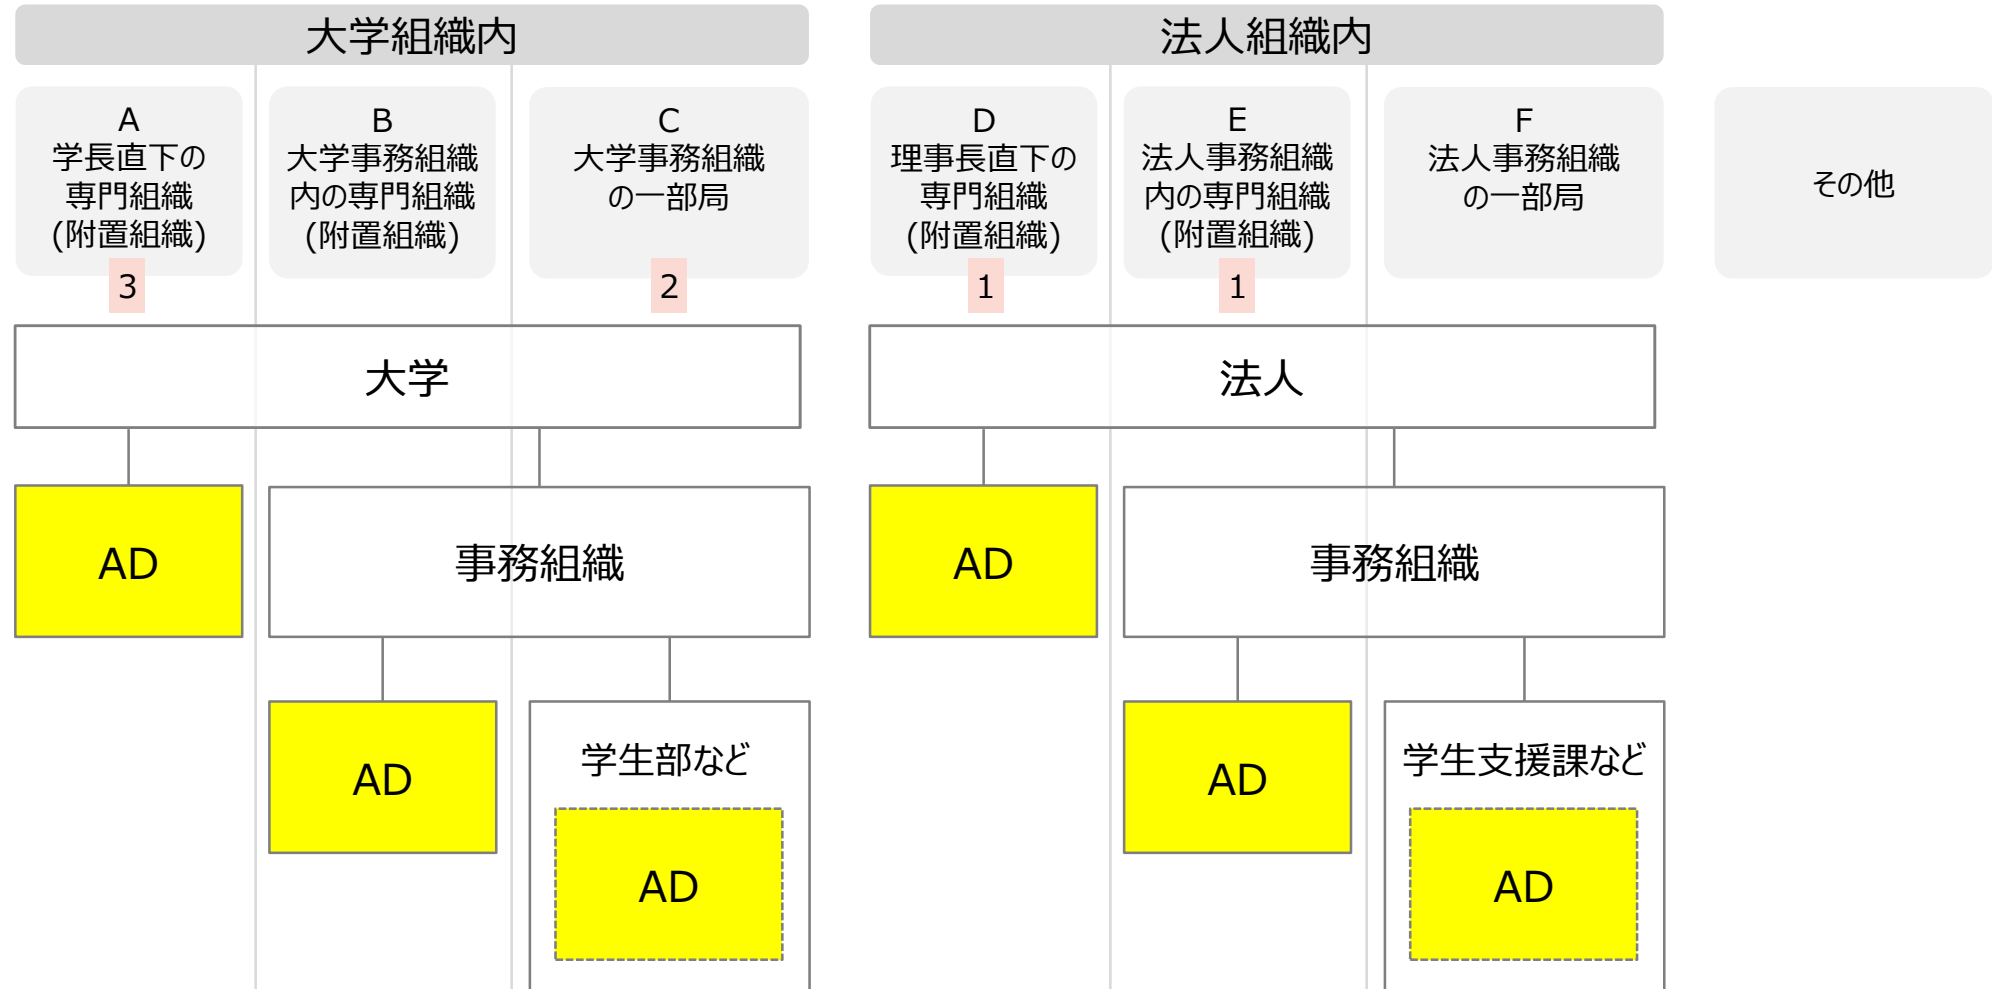 大学組織内
法人組織内
A
学長直下の
専門組織
(附置組織)
3
B
大学事務組織
内の専門組織
(附置組織)
C
大学事務組織
の一部局
2
D
理事長直下の
専門組織
(附置組織)
1
E
法人事務組織
内の専門組織
(附置組織)
1
F
法人事務組織
の一部局
その他
大学
法人
AD
事務組織
AD
事務組織
AD
学生部など
AD
AD
学生支援課など
AD